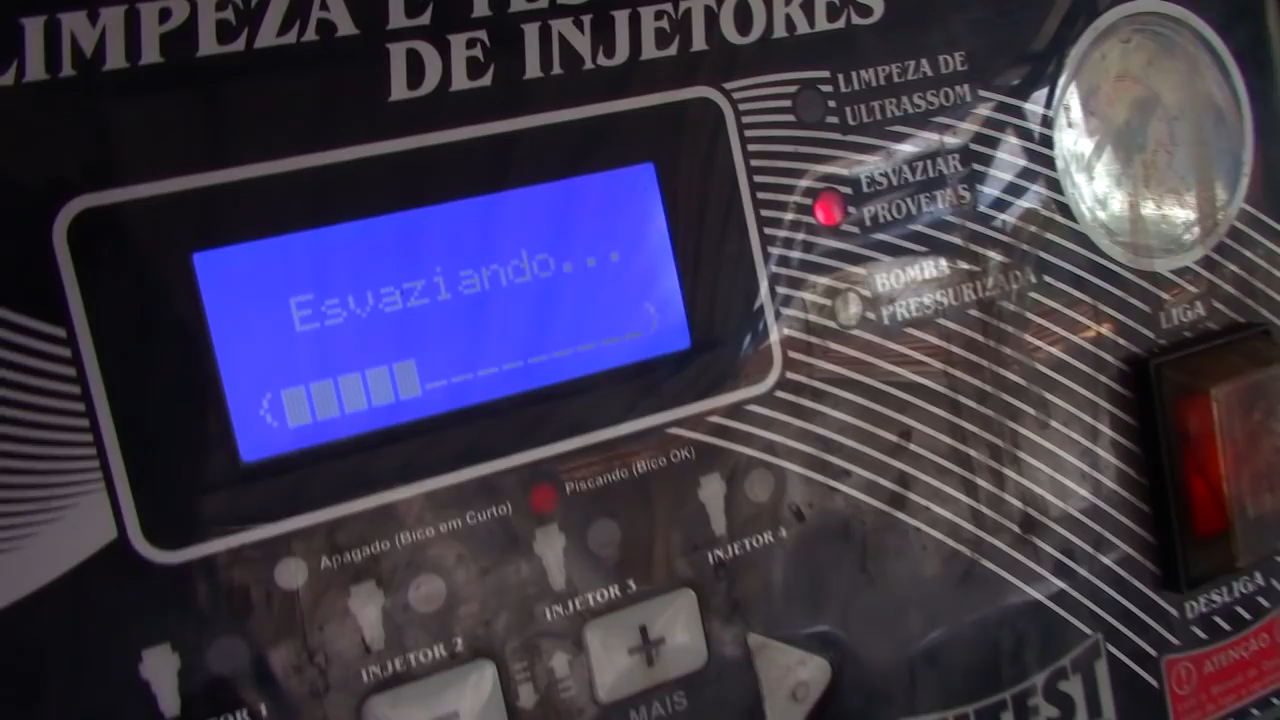 LIMPEZA E
DE INJETORES
LIMPEZA DE
ULTRASSOM
ESVAZIAR
PROVETAS
BOMBA
PRESSURIZADA
LIGA
Esvaziando...
Piscando (Bico OK)
Apagado (Bico em Curto)
INJETOR 4
INJETOR 3
INJETOR 2
DESLIGA
ATENÇÃO
+
MAIS